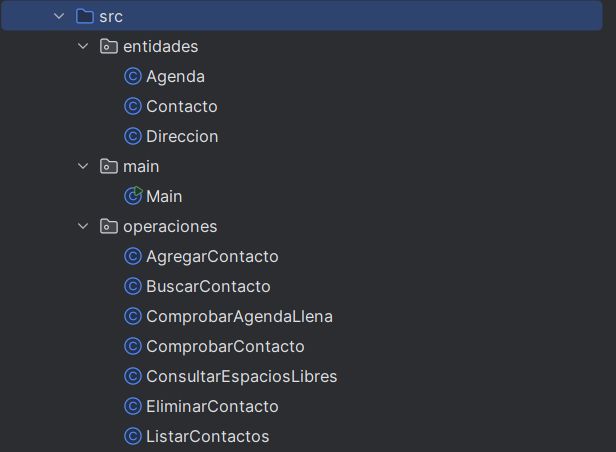 src
entidades
Agenda
Contacto
Direccion
main
Main
operaciones
AgregarContacto
BuscarContacto
ComprobarAgendaLlena
ComprobarContacto
ConsultarEspaciosLibres
EliminarContacto
ListarContactos